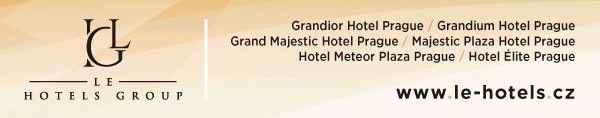 LG
LE
HOTELS GROUP
Grandior Hotel Prague / Grandium Hotel Prague
Grand Majestic Hotel Prague / Majestic Plaza Hotel Prague
Hotel Meteor Plaza Prague / Hotel Élite Prague
www.le-hotels.cz